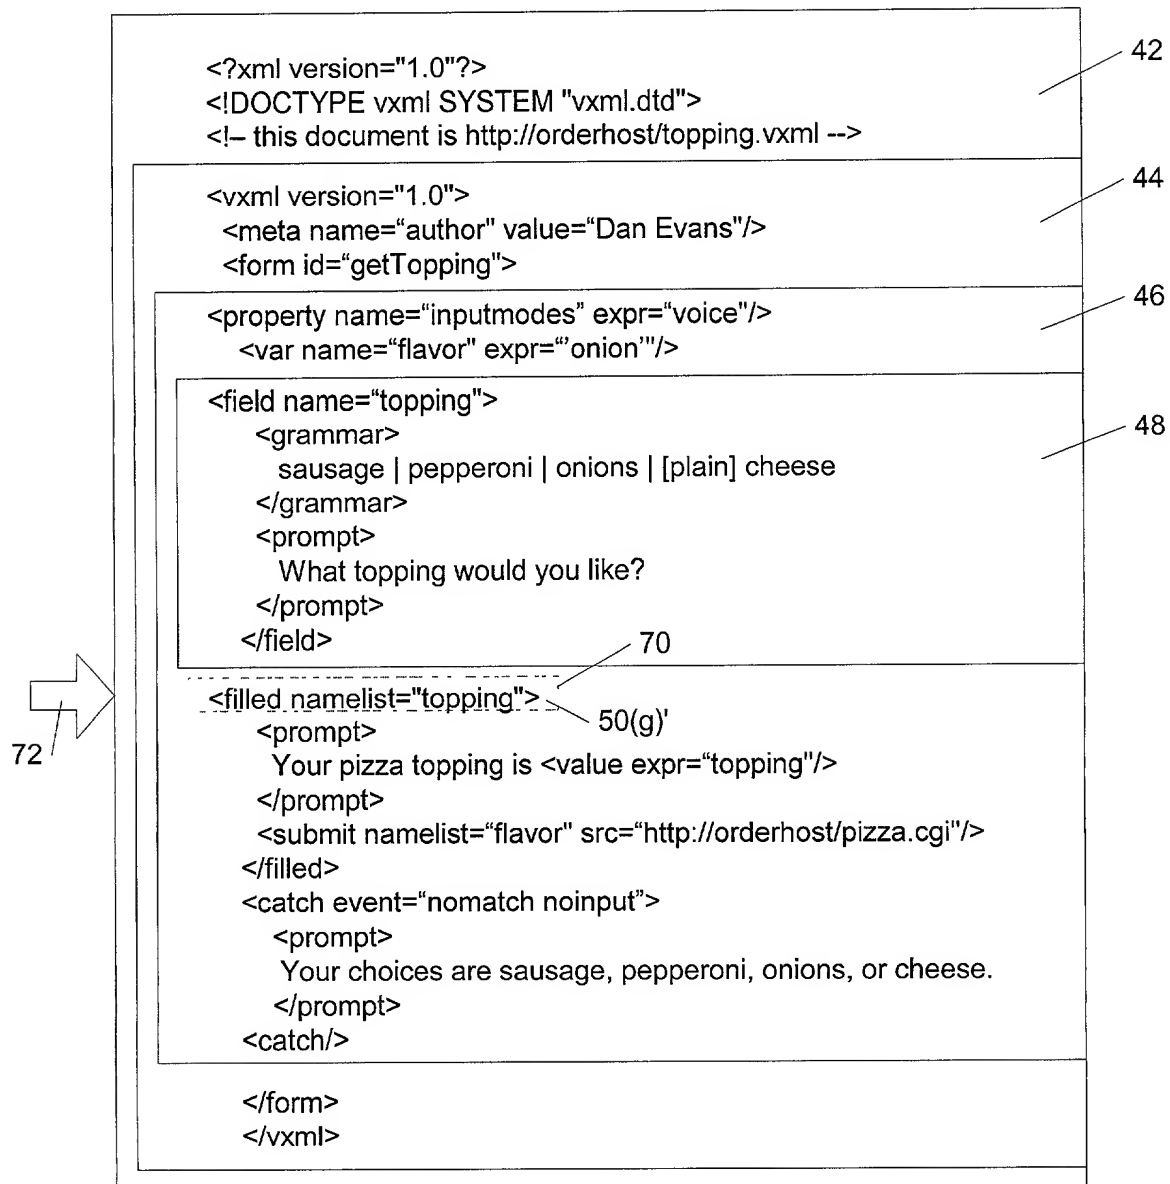 <?xml version="1.0"?>
42
<!DOCTYPE vxml SYSTEM "vxml.dtd">
<!– this document is http://orderhost/topping.vxml -->
<vxml version="1.0">
44
<meta name=“author" value=“Dan Evans"/>
<form id=“getTopping">
<property name=“inputmodes” expr=“voice"/>
46
<var name=“flavor" expr=“’onion’"/>
<field name=“topping">
<grammar>
48
sausage | pepperoni | onions | [plain] cheese
</grammar>
<prompt>
What topping would you like?
</prompt>
</field>
70
<filled namelist="topping">
50(g)'
<prompt>
72
Your pizza topping is <value expr=“topping"/>
</prompt>
<submit namelist=“flavor" src=“http://orderhost/pizza.cgi"/>
</filled>
<catch event=“nomatch noinput”>
<prompt>
Your choices are sausage, pepperoni, onions, or cheese.
</prompt>
<catch/>
</form>
</vxml>